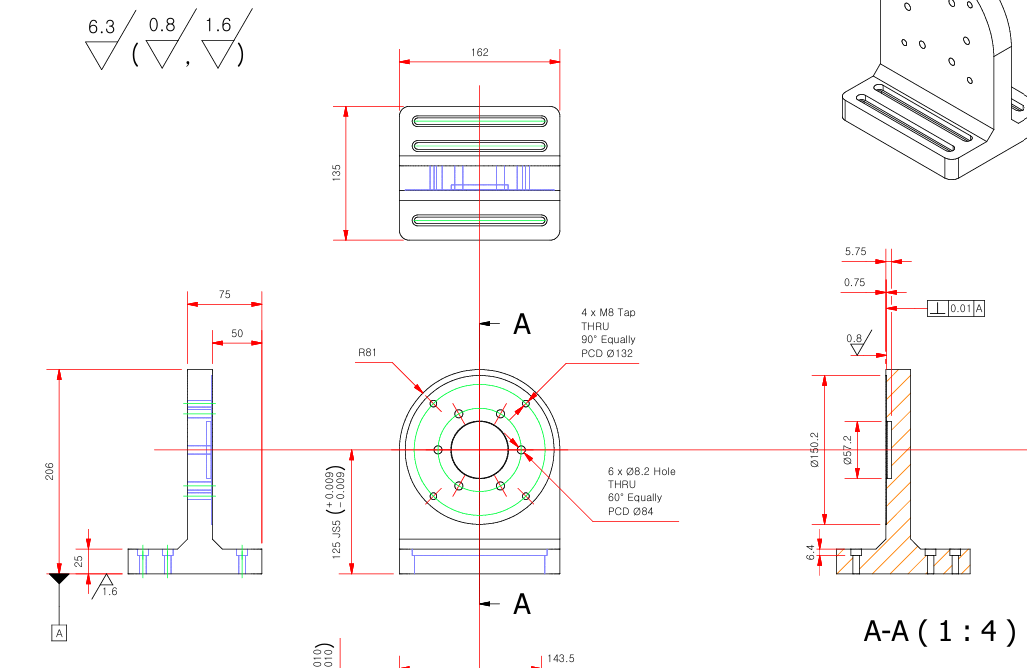 6.3
0.8
1.6
( , )
162
135
75
50
206
25
1.6
A
R81
A
4 x M8 Tap
THRU
90° Equally
PCD Ø132
125 JS5 (+ 0.009
- 0.009)
6 x Ø8.2 Hole
THRU
60° Equally
PCD Ø84
A
5.75
0.75
0.01 A
0.8
Ø150.2
Ø57.2
6.4
A-A ( 1 : 4 )
010)
010)
143.5